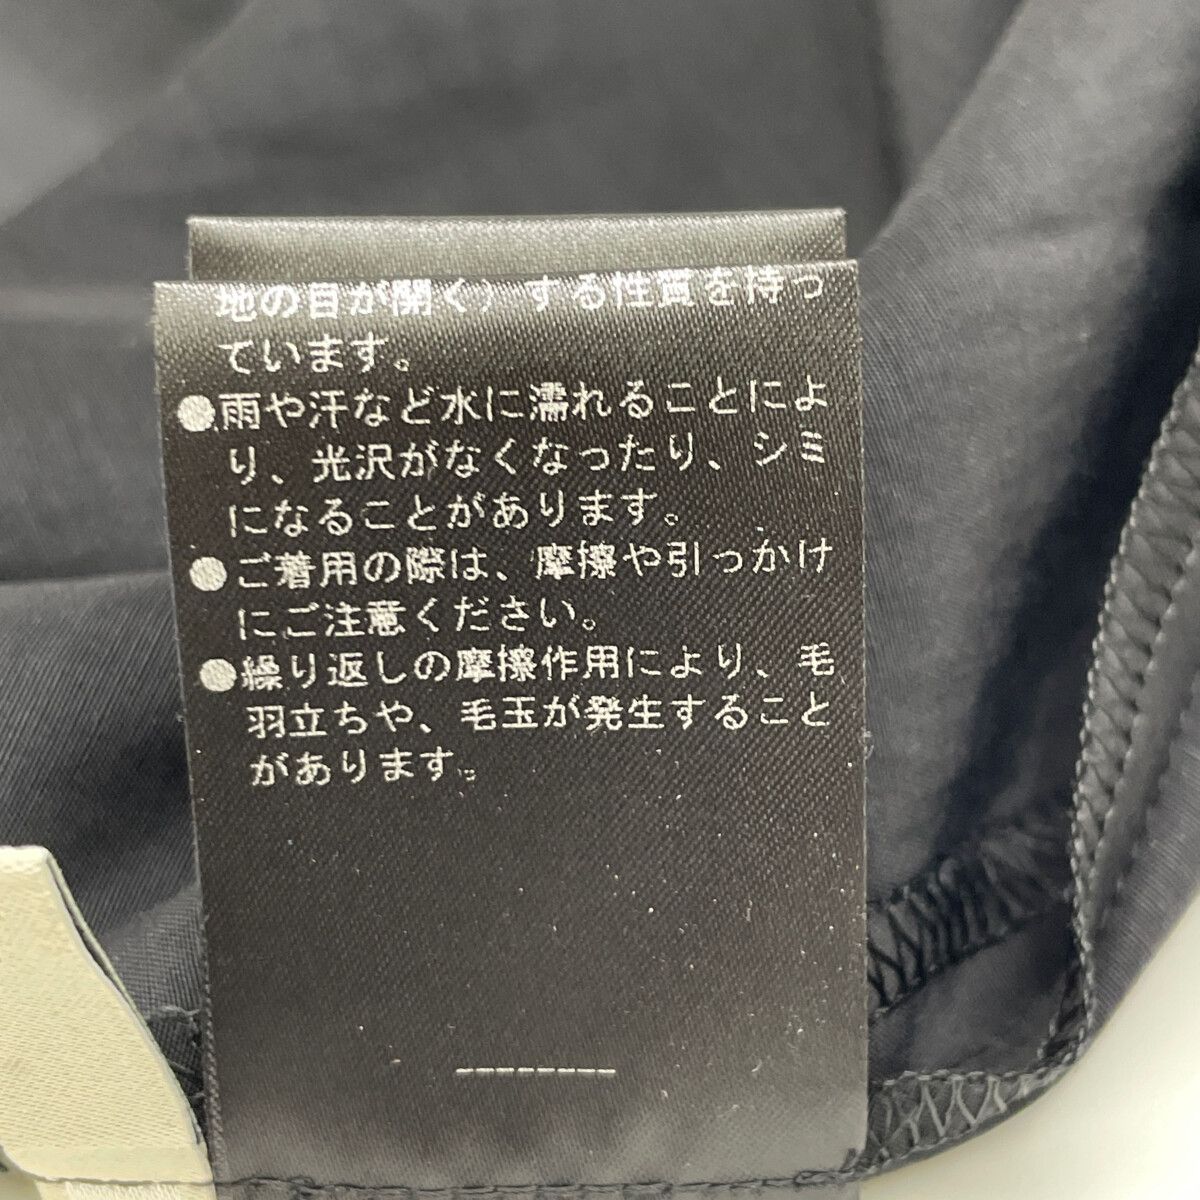 地の目が開く）する性質を持っ
ています。
●雨や汗など水に濡れることによ
り、光沢がなくなったり、シミ
になることがあります。
●ご着用の際は、摩擦や引っかけ
にご注意ください。
●繰り返しの摩擦作用により、毛
羽立ちや、毛玉が発生すること
があります。